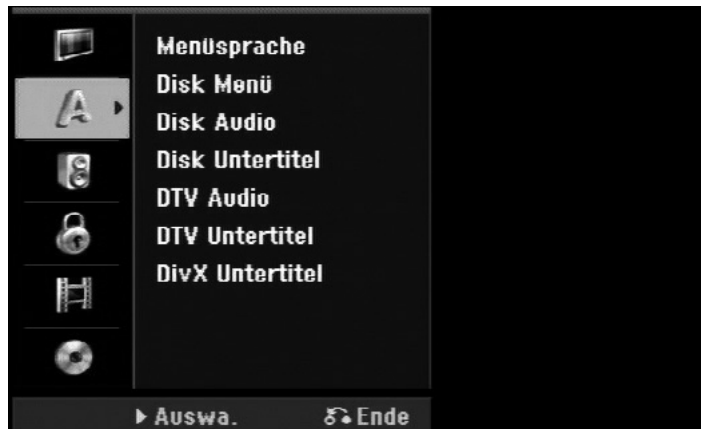 Menüsprache
Disk Menü
Disk Audio
Disk Untertitel
DTV Audio
DTV Untertitel
DivX Untertitel
Auswa. Ende